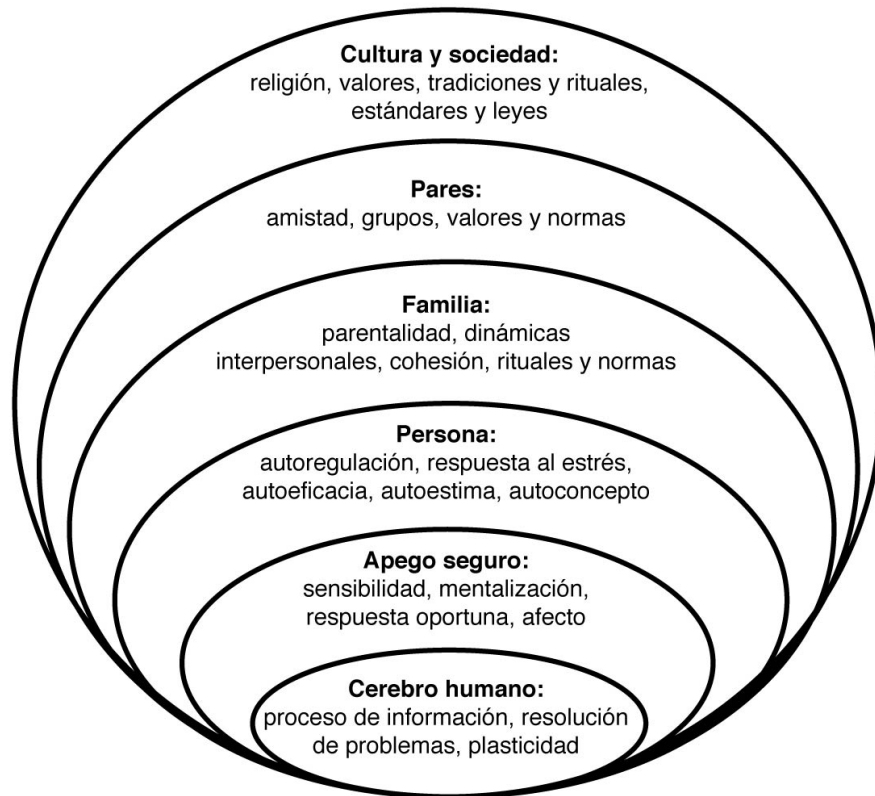 Cultura y sociedad:
religión, valores, tradiciones y rituales,
estándares y leyes
Pares:
amistad, grupos, valores y normas
Familia:
parentalidad, dinámicas
interpersonales, cohesión, rituales y normas
Persona:
autoregulación, respuesta al estrés,
autoeficacia, autoestima, autoconcepto
Apego seguro:
sensibilidad, mentalización,
respuesta oportuna, afecto
Cerebro humano:
proceso de información, resolución
de problemas, plasticidad